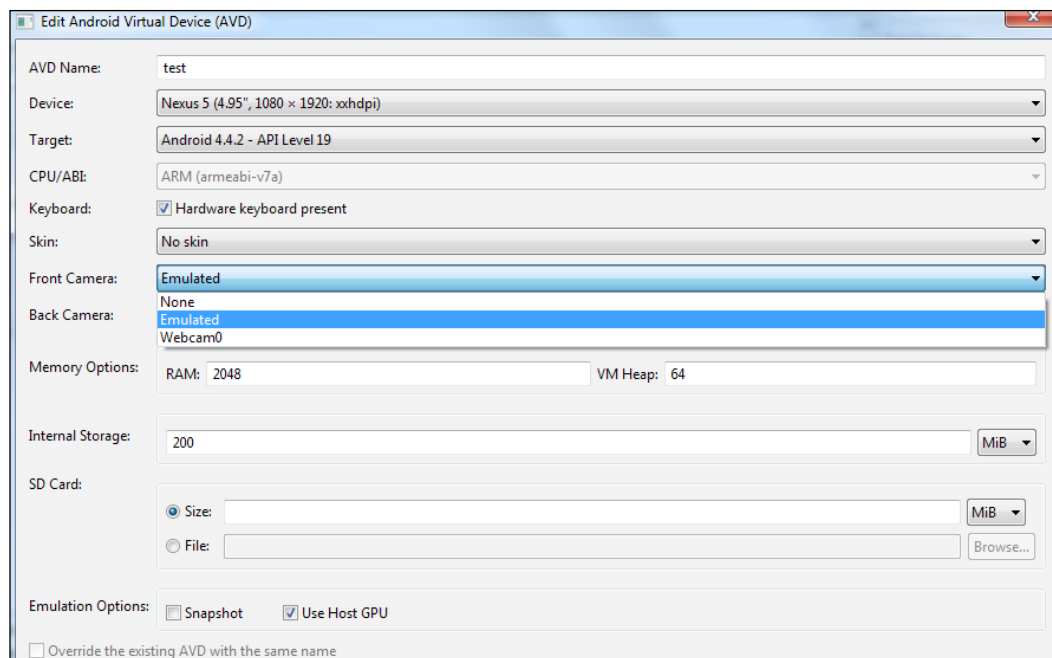 Edit Android Virtual Device (AVD)
AVD Name: test
Device: Nexus 5 (4.95", 1080 × 1920: xxhdpi)
Target: Android 4.4.2 - API Level 19
CPU/ABI: ARM (armeabi-v7a)
Keyboard: Hardware keyboard present
Skin: No skin
Front Camera: Emulated
None
Back Camera: Emulated
Webcam0
Memory Options: RAM: 2048 VM Heap: 64
Internal Storage: 200 MiB
SD Card:
Size: MiB
File: Browse...
Emulation Options: Snapshot Use Host GPU
Override the existing AVD with the same name